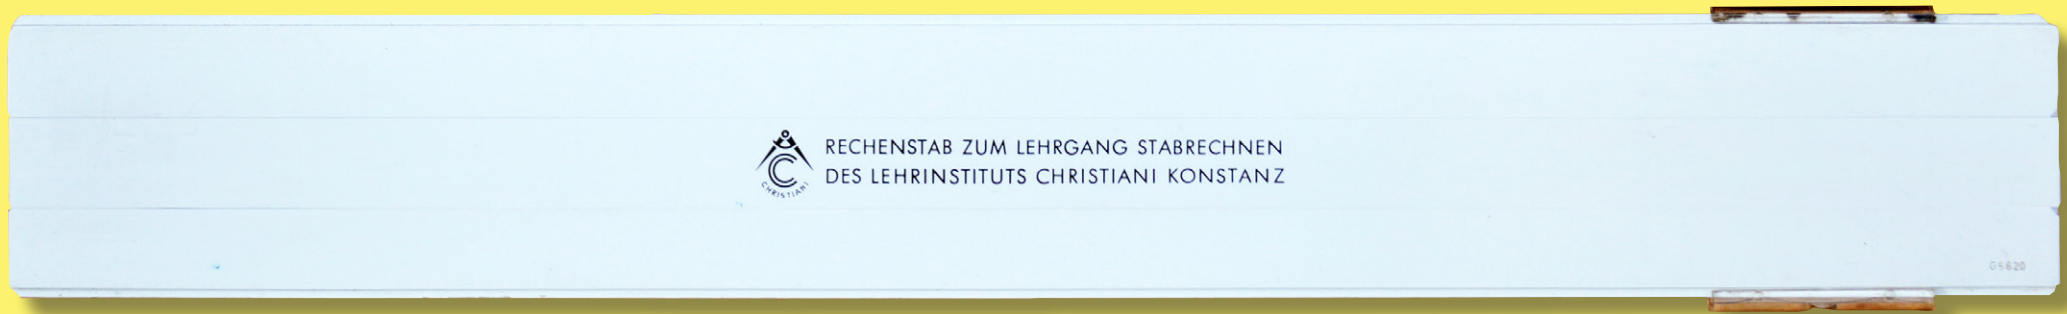 RECHENSTAB ZUM LEHRGANG STABRECHNEN
DES LEHRINSTITUTS CHRISTIANI KONSTANZ
C
CHRISTIANI